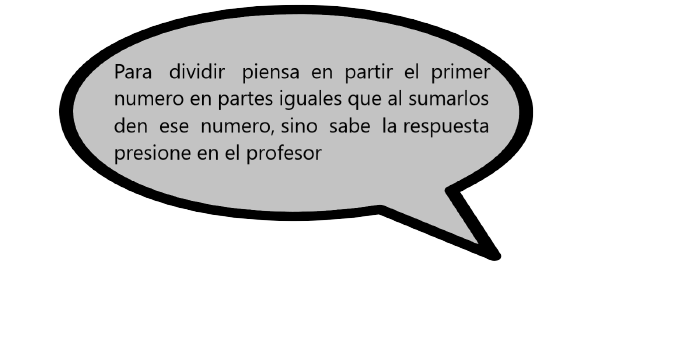 Para dividir piensa en partir el primer
numero en partes iguales que al sumarlos
den ese numero, sino sabe la respuesta
presione en el profesor